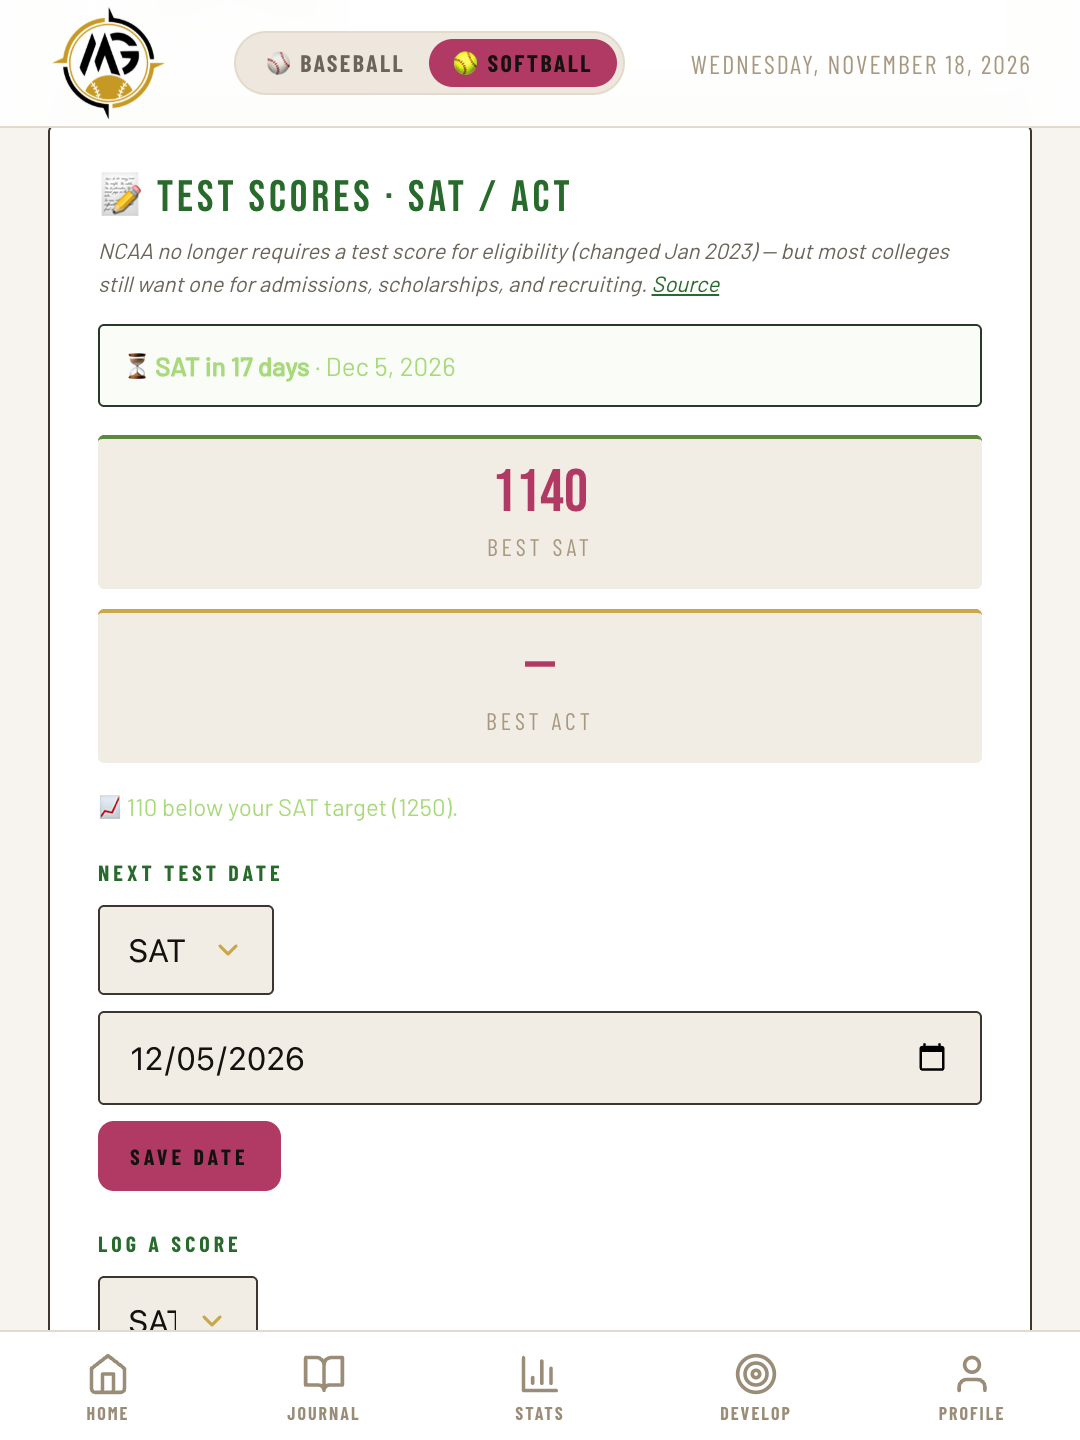 MG
BASEBALL
SOFTBALL
WEDNESDAY, NOVEMBER 18, 2026
TEST SCORES · SAT / ACT
NCAA no longer requires a test score for eligibility (changed Jan 2023) — but most colleges
still want one for admissions, scholarships, and recruiting. Source
SAT in 17 days · Dec 5, 2026
1140
BEST SAT
—
BEST ACT
110 below your SAT target (1250).
NEXT TEST DATE
SAT
12/05/2026
SAVE DATE
LOG A SCORE
SAT
HOME
JOURNAL
STATS
DEVELOP
PROFILE